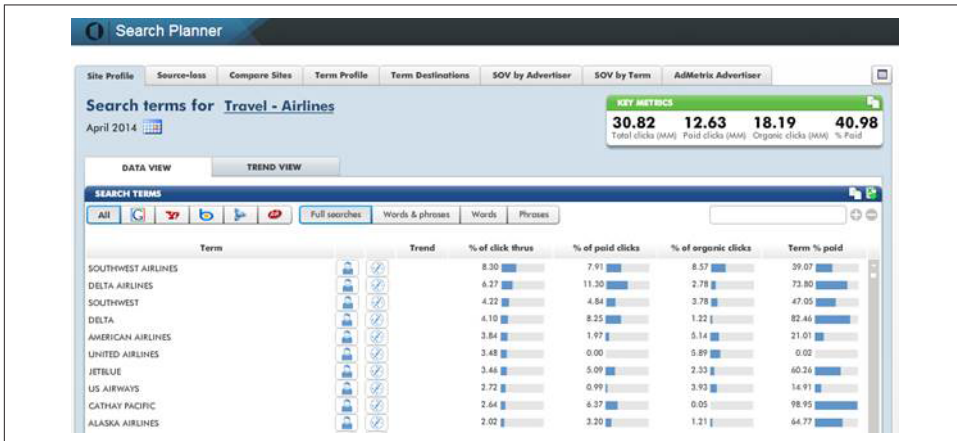 Search Planner
Site Profile Source-loss Compare Sites Term Profile Term Destinations SOV by Advertiser SOV by Term AdMetrix Advertiser
Search terms for Travel - Airlines
April 2014
KEY METRICS
30.82 12.63 18.19 40.98
Total clicks (MM) Paid clicks (MM) Organic clicks (MM) % Paid
DATA VIEW TREND VIEW
SEARCH TERMS
All Full searches Words & phrases Words Phrases
Term Trend % of click thrus % of paid clicks % of organic clicks Term % paid
SOUTHWEST AIRLINES 8.30 7.91 8.57 39.07
DELTA AIRLINES 6.27 11.30 2.78 73.80
SOUTHWEST 4.22 4.84 3.78 47.05
DELTA 4.10 8.25 1.22 82.46
AMERICAN AIRLINES 3.84 1.97 5.14 21.01
UNITED AIRLINES 3.48 0.00 5.89 0.02
JETBLUE 3.46 5.09 2.33 60.26
US AIRWAYS 2.72 0.99 3.93 14.91
CATHAY PACIFIC 2.64 6.37 0.05 98.95
ALASKA AIRLINES 2.02 3.20 1.21 64.77